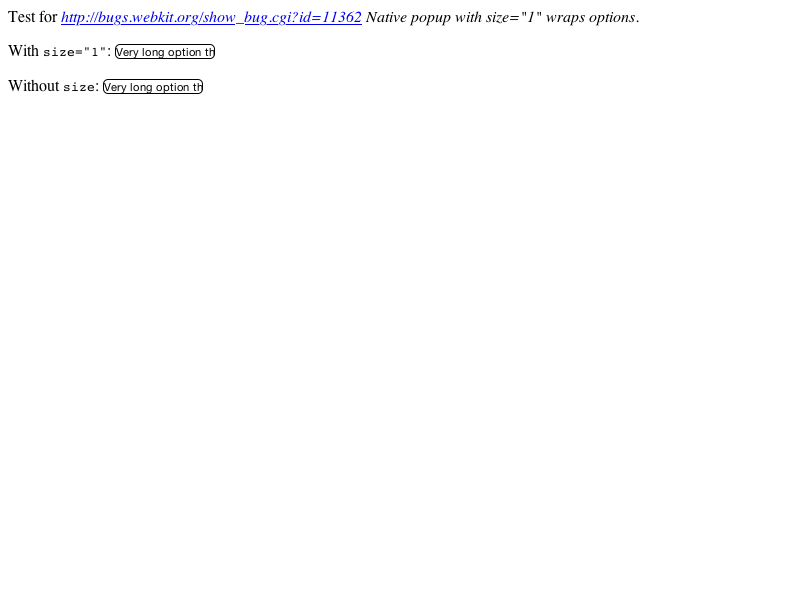 Test for http://bugs.webkit.org/show_bug.cgi?id=11362 Native popup with size="1" wraps options.
With size="1": Very long option th
Without size: Very long option th